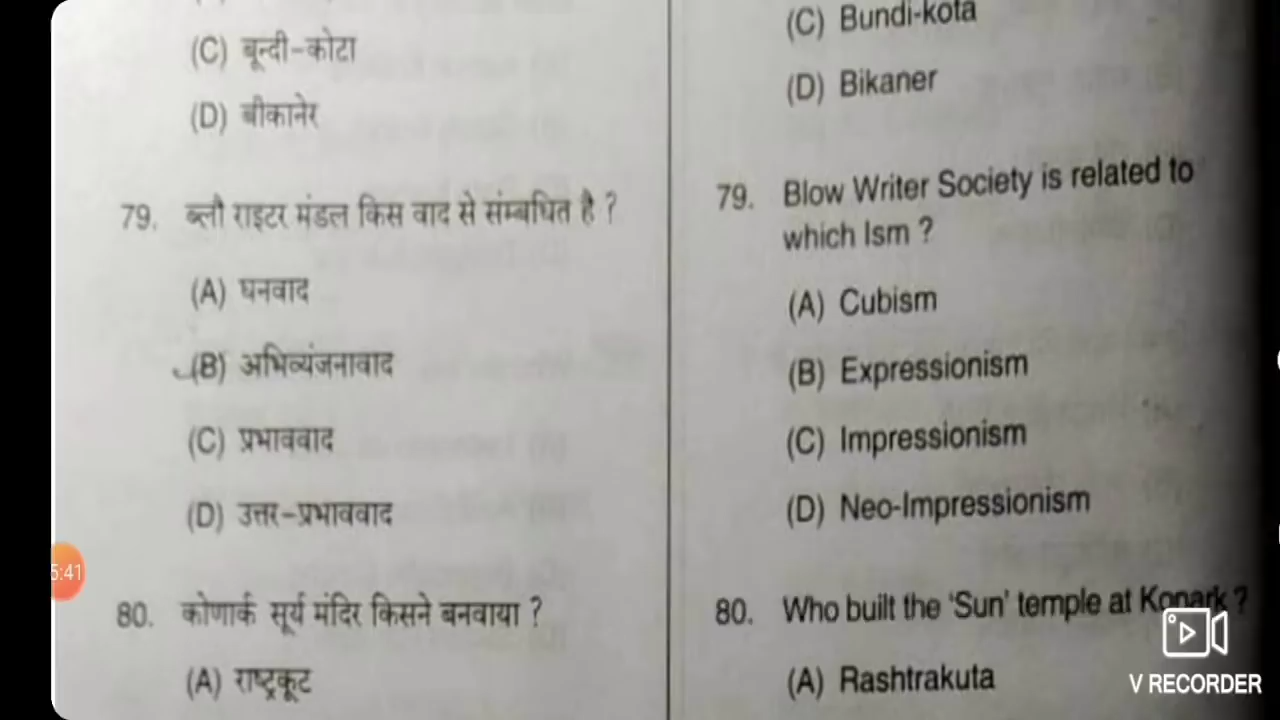 (C) बून्दी-कोटा
(D) बीकानेर
79. ब्लौ राइटर मंडल किस वाद से संम्बधित है ?
(A) घनवाद
(B) अभिव्यंजनावाद
(C) प्रभाववाद
(D) उत्तर-प्रभाववाद
80. कोणार्क सूर्य मंदिर किसने बनवाया ?
(A) राष्ट्रकूट
(C) Bundi-kota
(D) Bikaner
79. Blow Writer Society is related to
which Ism ?
(A) Cubism
(B) Expressionism
(C) Impressionism
(D) Neo-Impressionism
80. Who built the ‘Sun’ temple at Konark ?
(A) Rashtrakuta
5:41
V RECORDER